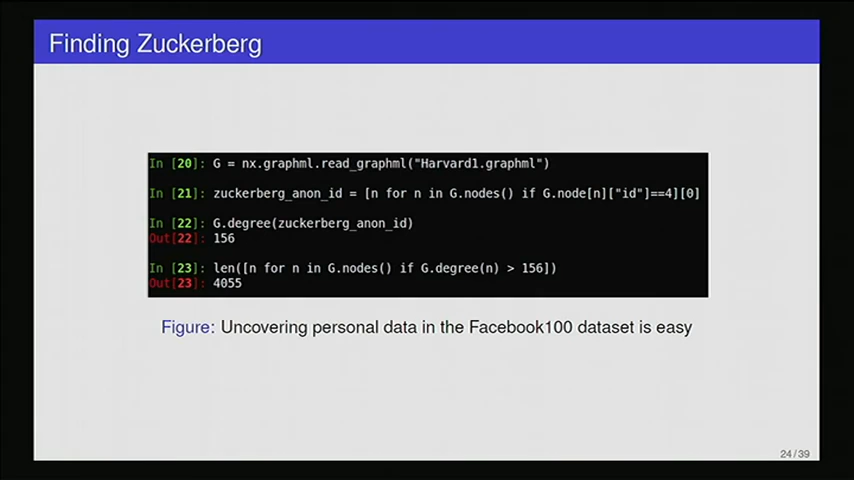 Finding Zuckerberg
In [20]: G = nx.graphml.read_graphml("Harvard1.graphml")
In [21]: zuckerberg_anon_id = [n for n in G.nodes() if G.node[n]["id"]==4][0]
In [22]: G.degree(zuckerberg_anon_id)
Out[22]: 156
In [23]: len([n for n in G.nodes() if G.degree(n) > 156])
Out[23]: 4055
Figure: Uncovering personal data in the Facebook100 dataset is easy
24/39